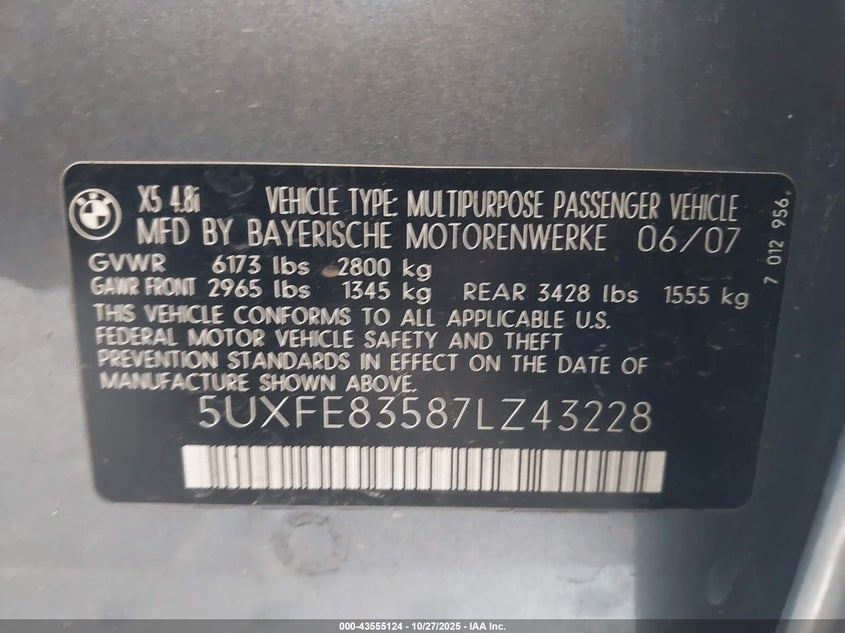 X5 4.8i VEHICLE TYPE: MULTIPURPOSE PASSENGER VEHICLE
MFD BY BAYERISCHE MOTORENWERKE 06/07
GVWR 6173 lbs 2800 kg
GAWR FRONT 2965 lbs 1345 kg REAR 3428 lbs 1555 kg
THIS VEHICLE CONFORMS TO ALL APPLICABLE U.S.
FEDERAL MOTOR VEHICLE SAFETY AND THEFT
PREVENTION STANDARDS IN EFFECT ON THE DATE OF
MANUFACTURE SHOWN ABOVE.
5UXFE83587LZ43228
7 012 956
000-43555124 | 10/27/2025 - IAA Inc.